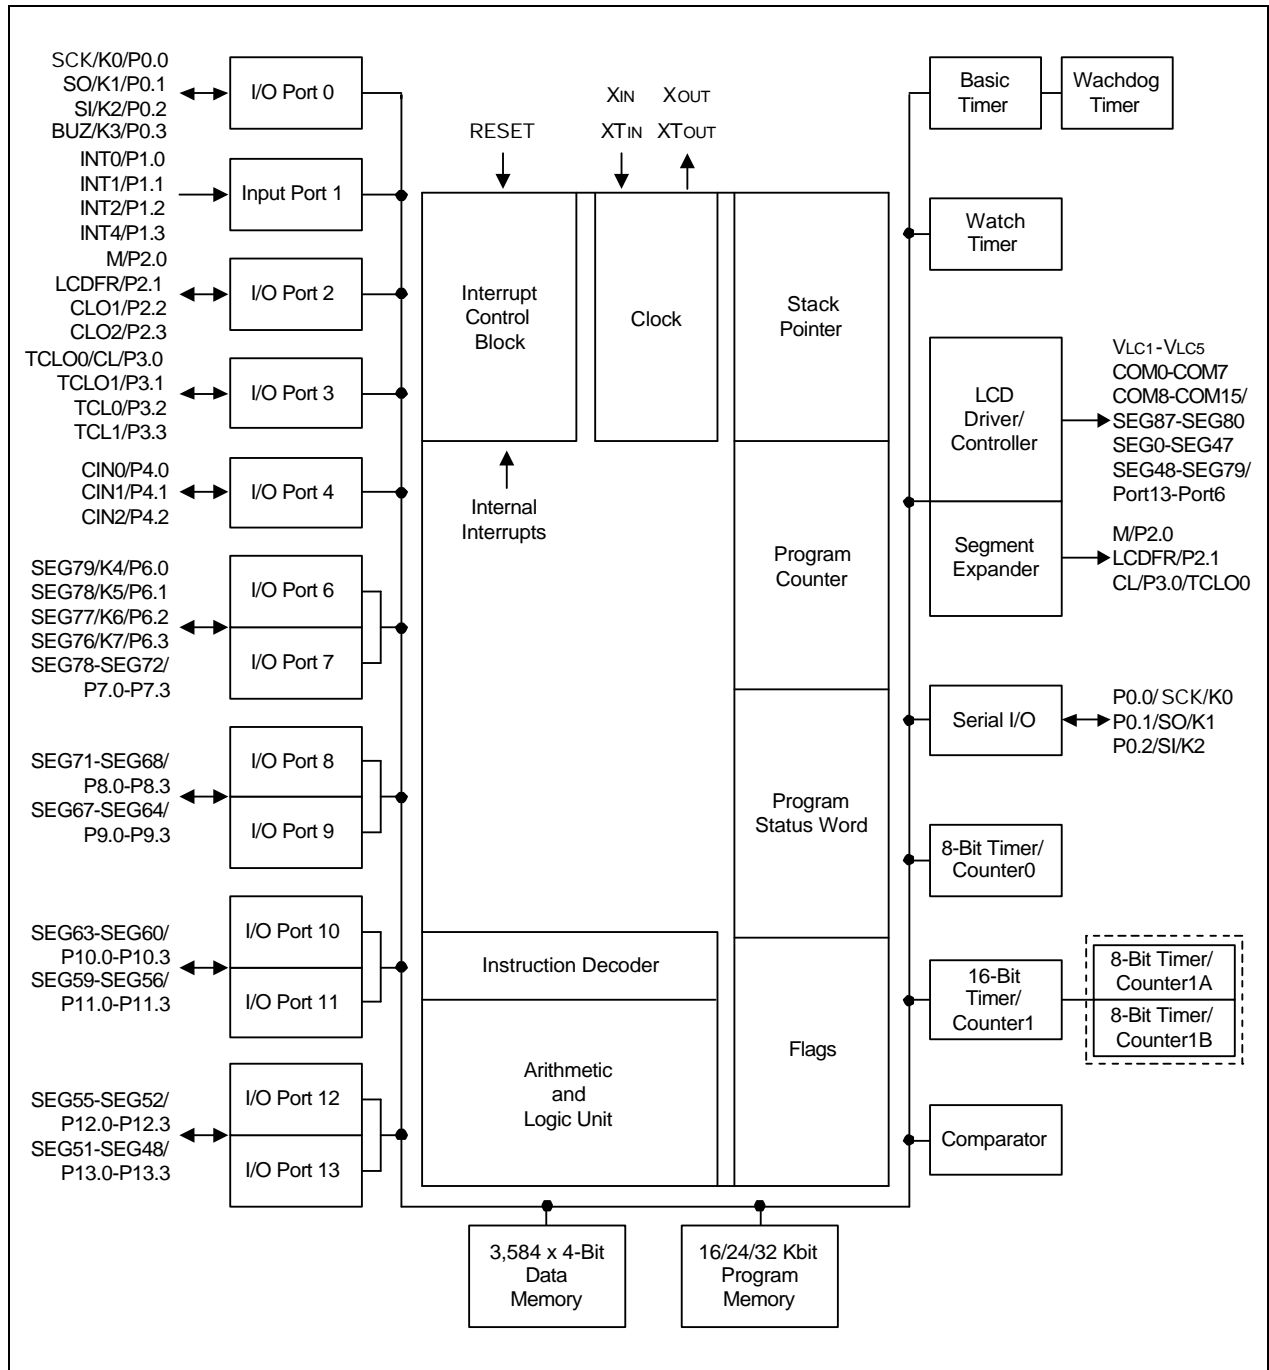 SCK/K0/P0.0
SO/K1/P0.1
SI/K2/P0.2
BUZ/K3/P0.3
I/O Port 0
INT0/P1.0
INT1/P1.1
INT2/P1.2
INT4/P1.3
Input Port 1
M/P2.0
LCDFR/P2.1
CLO1/P2.2
CLO2/P2.3
I/O Port 2
TCLO0/CL/P3.0
TCLO1/P3.1
TCL0/P3.2
TCL1/P3.3
I/O Port 3
CIN0/P4.0
CIN1/P4.1
CIN2/P4.2
I/O Port 4
SEG79/K4/P6.0
SEG78/K5/P6.1
SEG77/K6/P6.2
SEG76/K7/P6.3
SEG78-SEG72/
P7.0-P7.3
I/O Port 6
I/O Port 7
SEG71-SEG68/
P8.0-P8.3
SEG67-SEG64/
P9.0-P9.3
I/O Port 8
I/O Port 9
SEG63-SEG60/
P10.0-P10.3
SEG59-SEG56/
P11.0-P11.3
I/O Port 10
I/O Port 11
SEG55-SEG52/
P12.0-P12.3
SEG51-SEG48/
P13.0-P13.3
I/O Port 12
I/O Port 13
RESET
XIN XOUT
XTIN XTOUT
Interrupt
Control
Block
Clock
Stack
Pointer
Internal
Interrupts
Program
Counter
Program
Status Word
Instruction Decoder
Arithmetic
and
Logic Unit
Flags
3,584 x 4-Bit
Data
Memory
16/24/32 Kbit
Program
Memory
Basic
Timer
Wachdog
Timer
Watch
Timer
LCD
Driver/
Controller
VLC1-VLC5
COM0-COM7
COM8-COM15/
SEG87-SEG80
SEG0-SEG47
SEG48-SEG79/
Port13-Port6
Segment
Expander
M/P2.0
LCDFR/P2.1
CL/P3.0/TCLO0
Serial I/O
P0.0/ SCK/K0
P0.1/SO/K1
P0.2/SI/K2
8-Bit Timer/
Counter0
16-Bit
Timer/
Counter1
8-Bit Timer/
Counter1A
8-Bit Timer/
Counter1B
Comparator